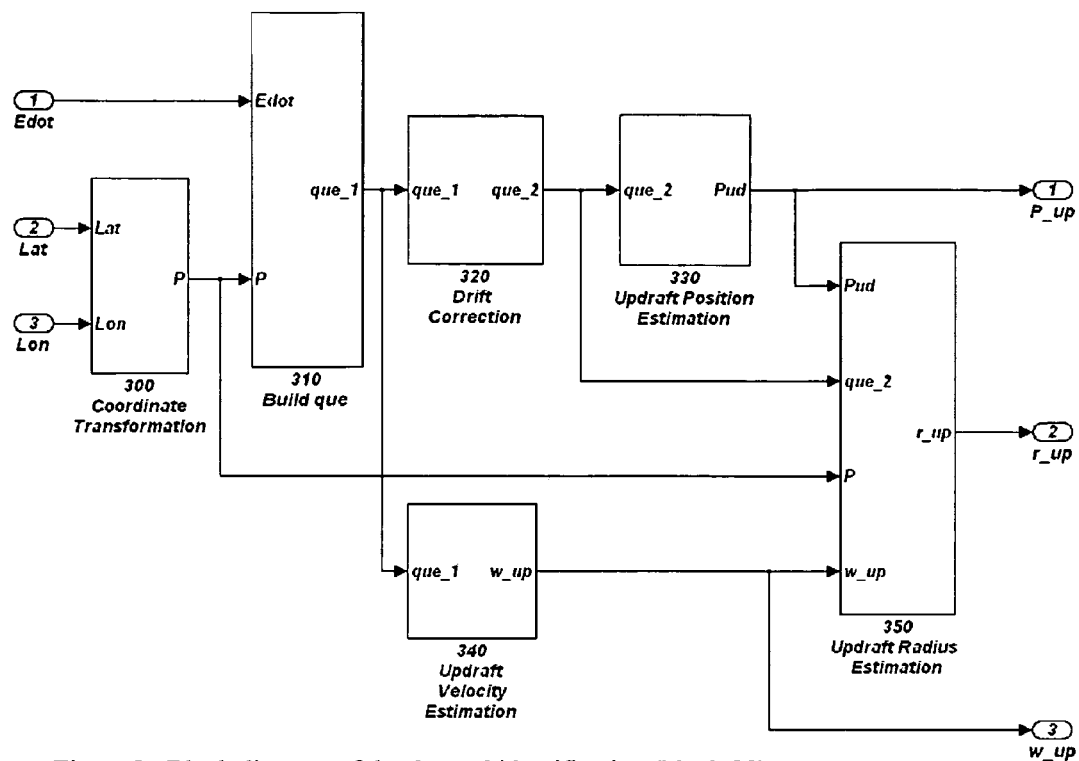 1
Edot
2
Lat
3
Lon
Lat
Lon
P
300
Coordinate
Transformation
Edot
P
que_1
310
Build que
que_1
que_2
320
Drift
Correction
que_2
Pud
330
Updraft Position
Estimation
que_1
w_up
340
Updraft
Velocity
Estimation
Pud
que_2
P
w_up
r_up
350
Updraft Radius
Estimation
1
P_up
2
r_up
3
w_up